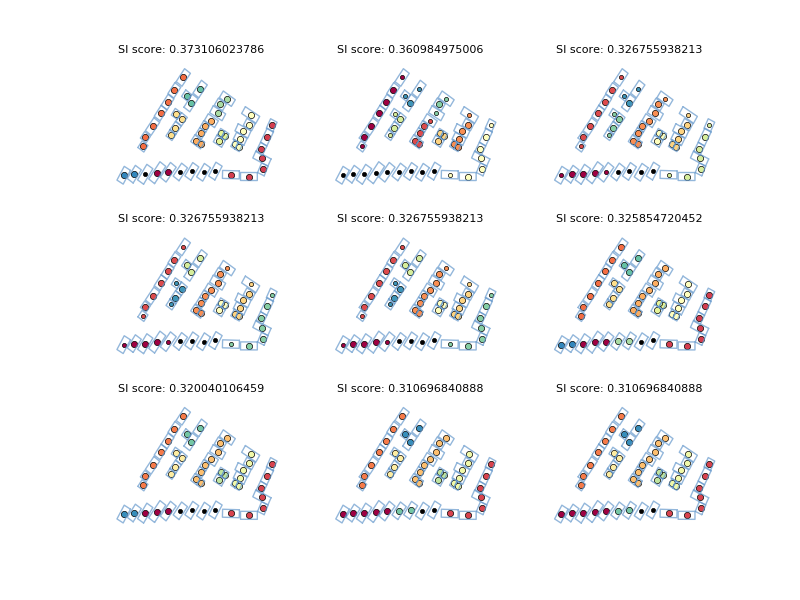 SI score: 0.373106023786
SI score: 0.360984975006
SI score: 0.326755938213
SI score: 0.326755938213
SI score: 0.326755938213
SI score: 0.325854720452
SI score: 0.320040106459
SI score: 0.310696840888
SI score: 0.310696840888